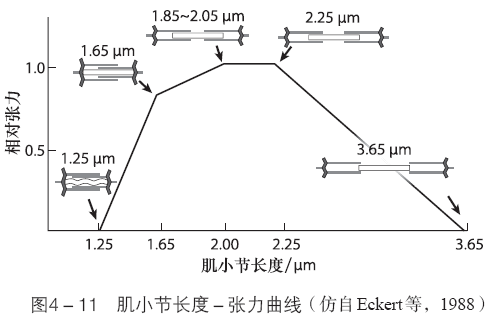 1.85~2.05 μm
2.25 μm
1.65 μm
1.0
相对张力
0.5
1.25 μm
3.65 μm
1.25 1.65 2.00 2.25 3.65
肌小节长度/μm
图4－11 肌小节长度－张力曲线（仿自Eckert等，1988）